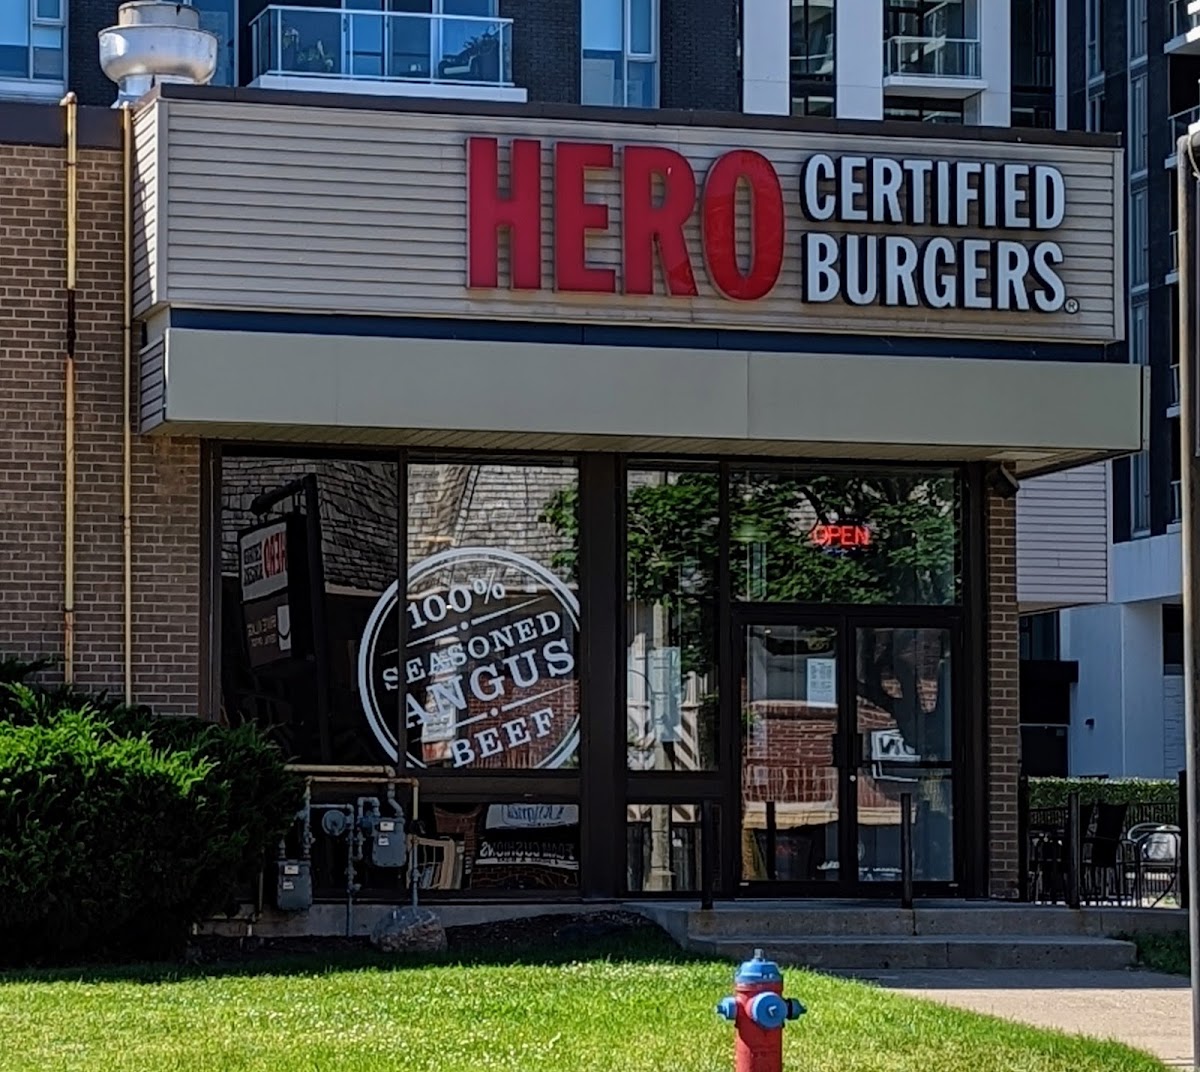 HERO
CERTIFIED
BURGERS®
OPEN
100%
SEASONED
ANGUS
BEEF